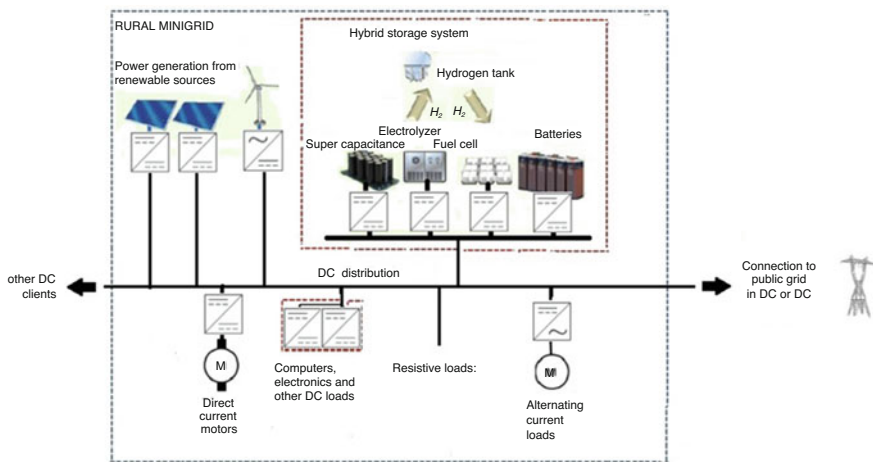 RURAL MINIGRID
Hybrid storage system
Power generation from
renewable sources
Hydrogen tank
H2 H2
Electrolyzer
Super capacitance
Fuel cell
Batteries
other DC
clients
DC distribution
Connection to
public grid
in DC or DC
M
Direct
current
motors
Computers,
electronics and
other DC loads
Resistive loads:
M
Alternating
current
loads